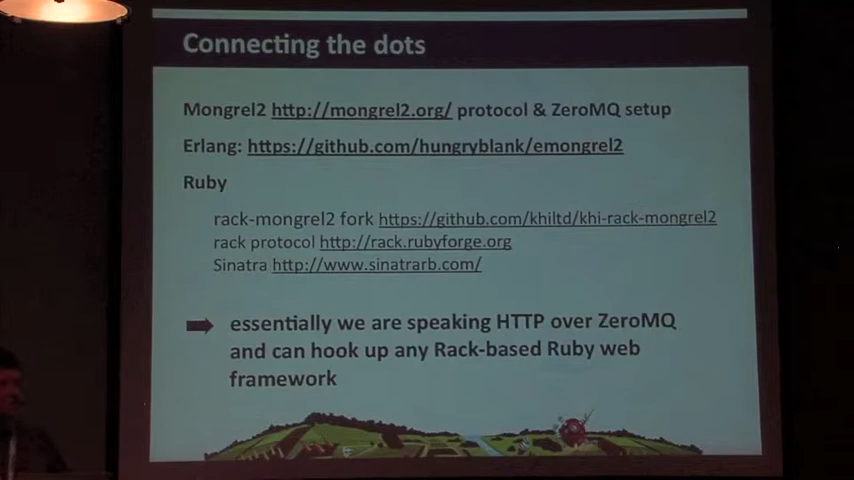 Connecting the dots
Mongrel2 http://mongrel2.org/ protocol & ZeroMQ setup
Erlang: https://github.com/hungryblank/emongrel2
Ruby
rack-mongrel2 fork https://github.com/khiltd/khi-rack-mongrel2
rack protocol http://rack.rubyforge.org
Sinatra http://www.sinatrarb.com/
essentially we are speaking HTTP over ZeroMQ
and can hook up any Rack-based Ruby web
framework